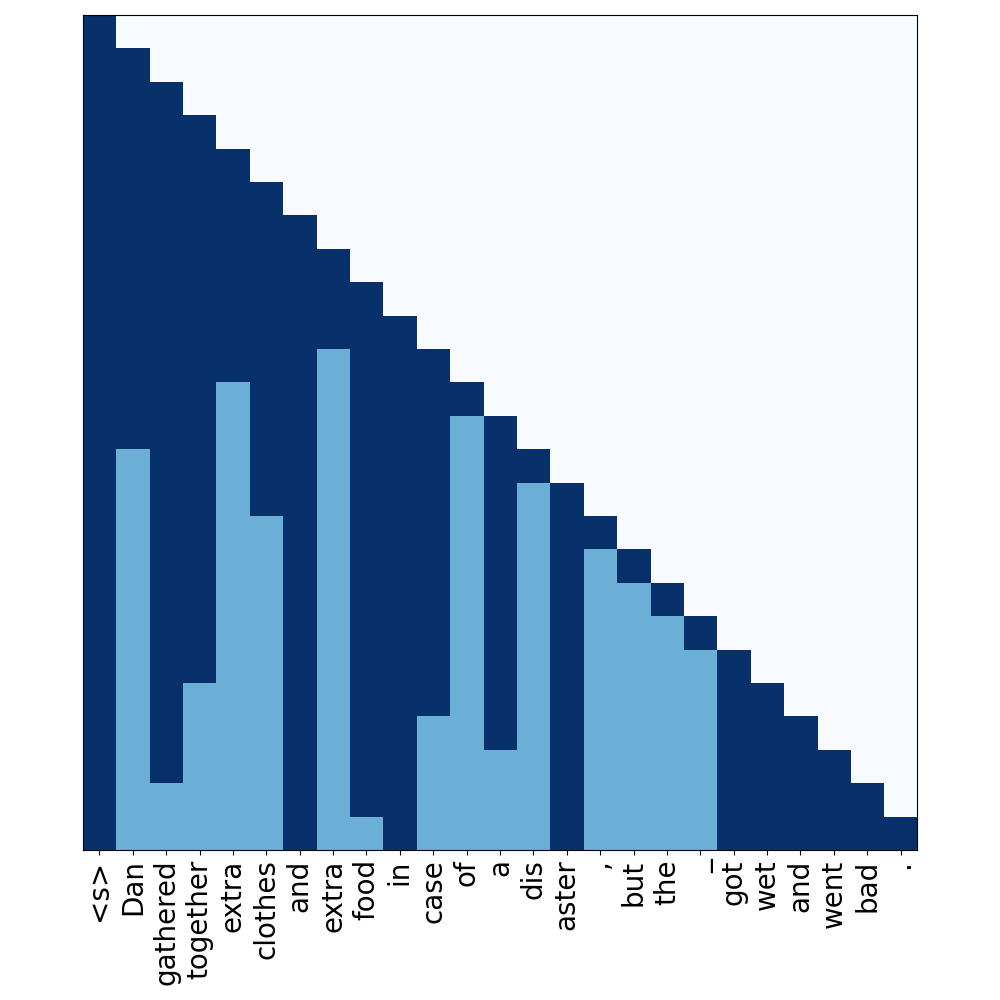 <s>
Dan
gathered
together
extra
clothes
and
extra
food
in
case
of
a
dis
aster
,
but
the
_
got
wet
and
went
bad
.